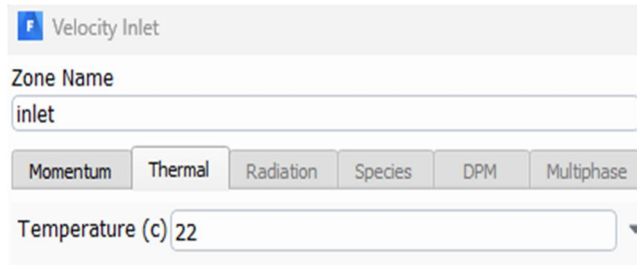 F Velocity Inlet
Zone Name
inlet
Momentum Thermal Radiation Species DPM Multiphase
Temperature (c) 22